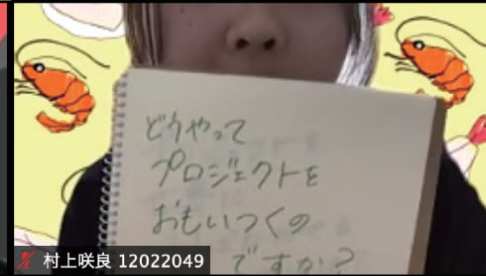 どうやって
プロジェクトを
おもいつくの
ですか?
村上咲良 12022049